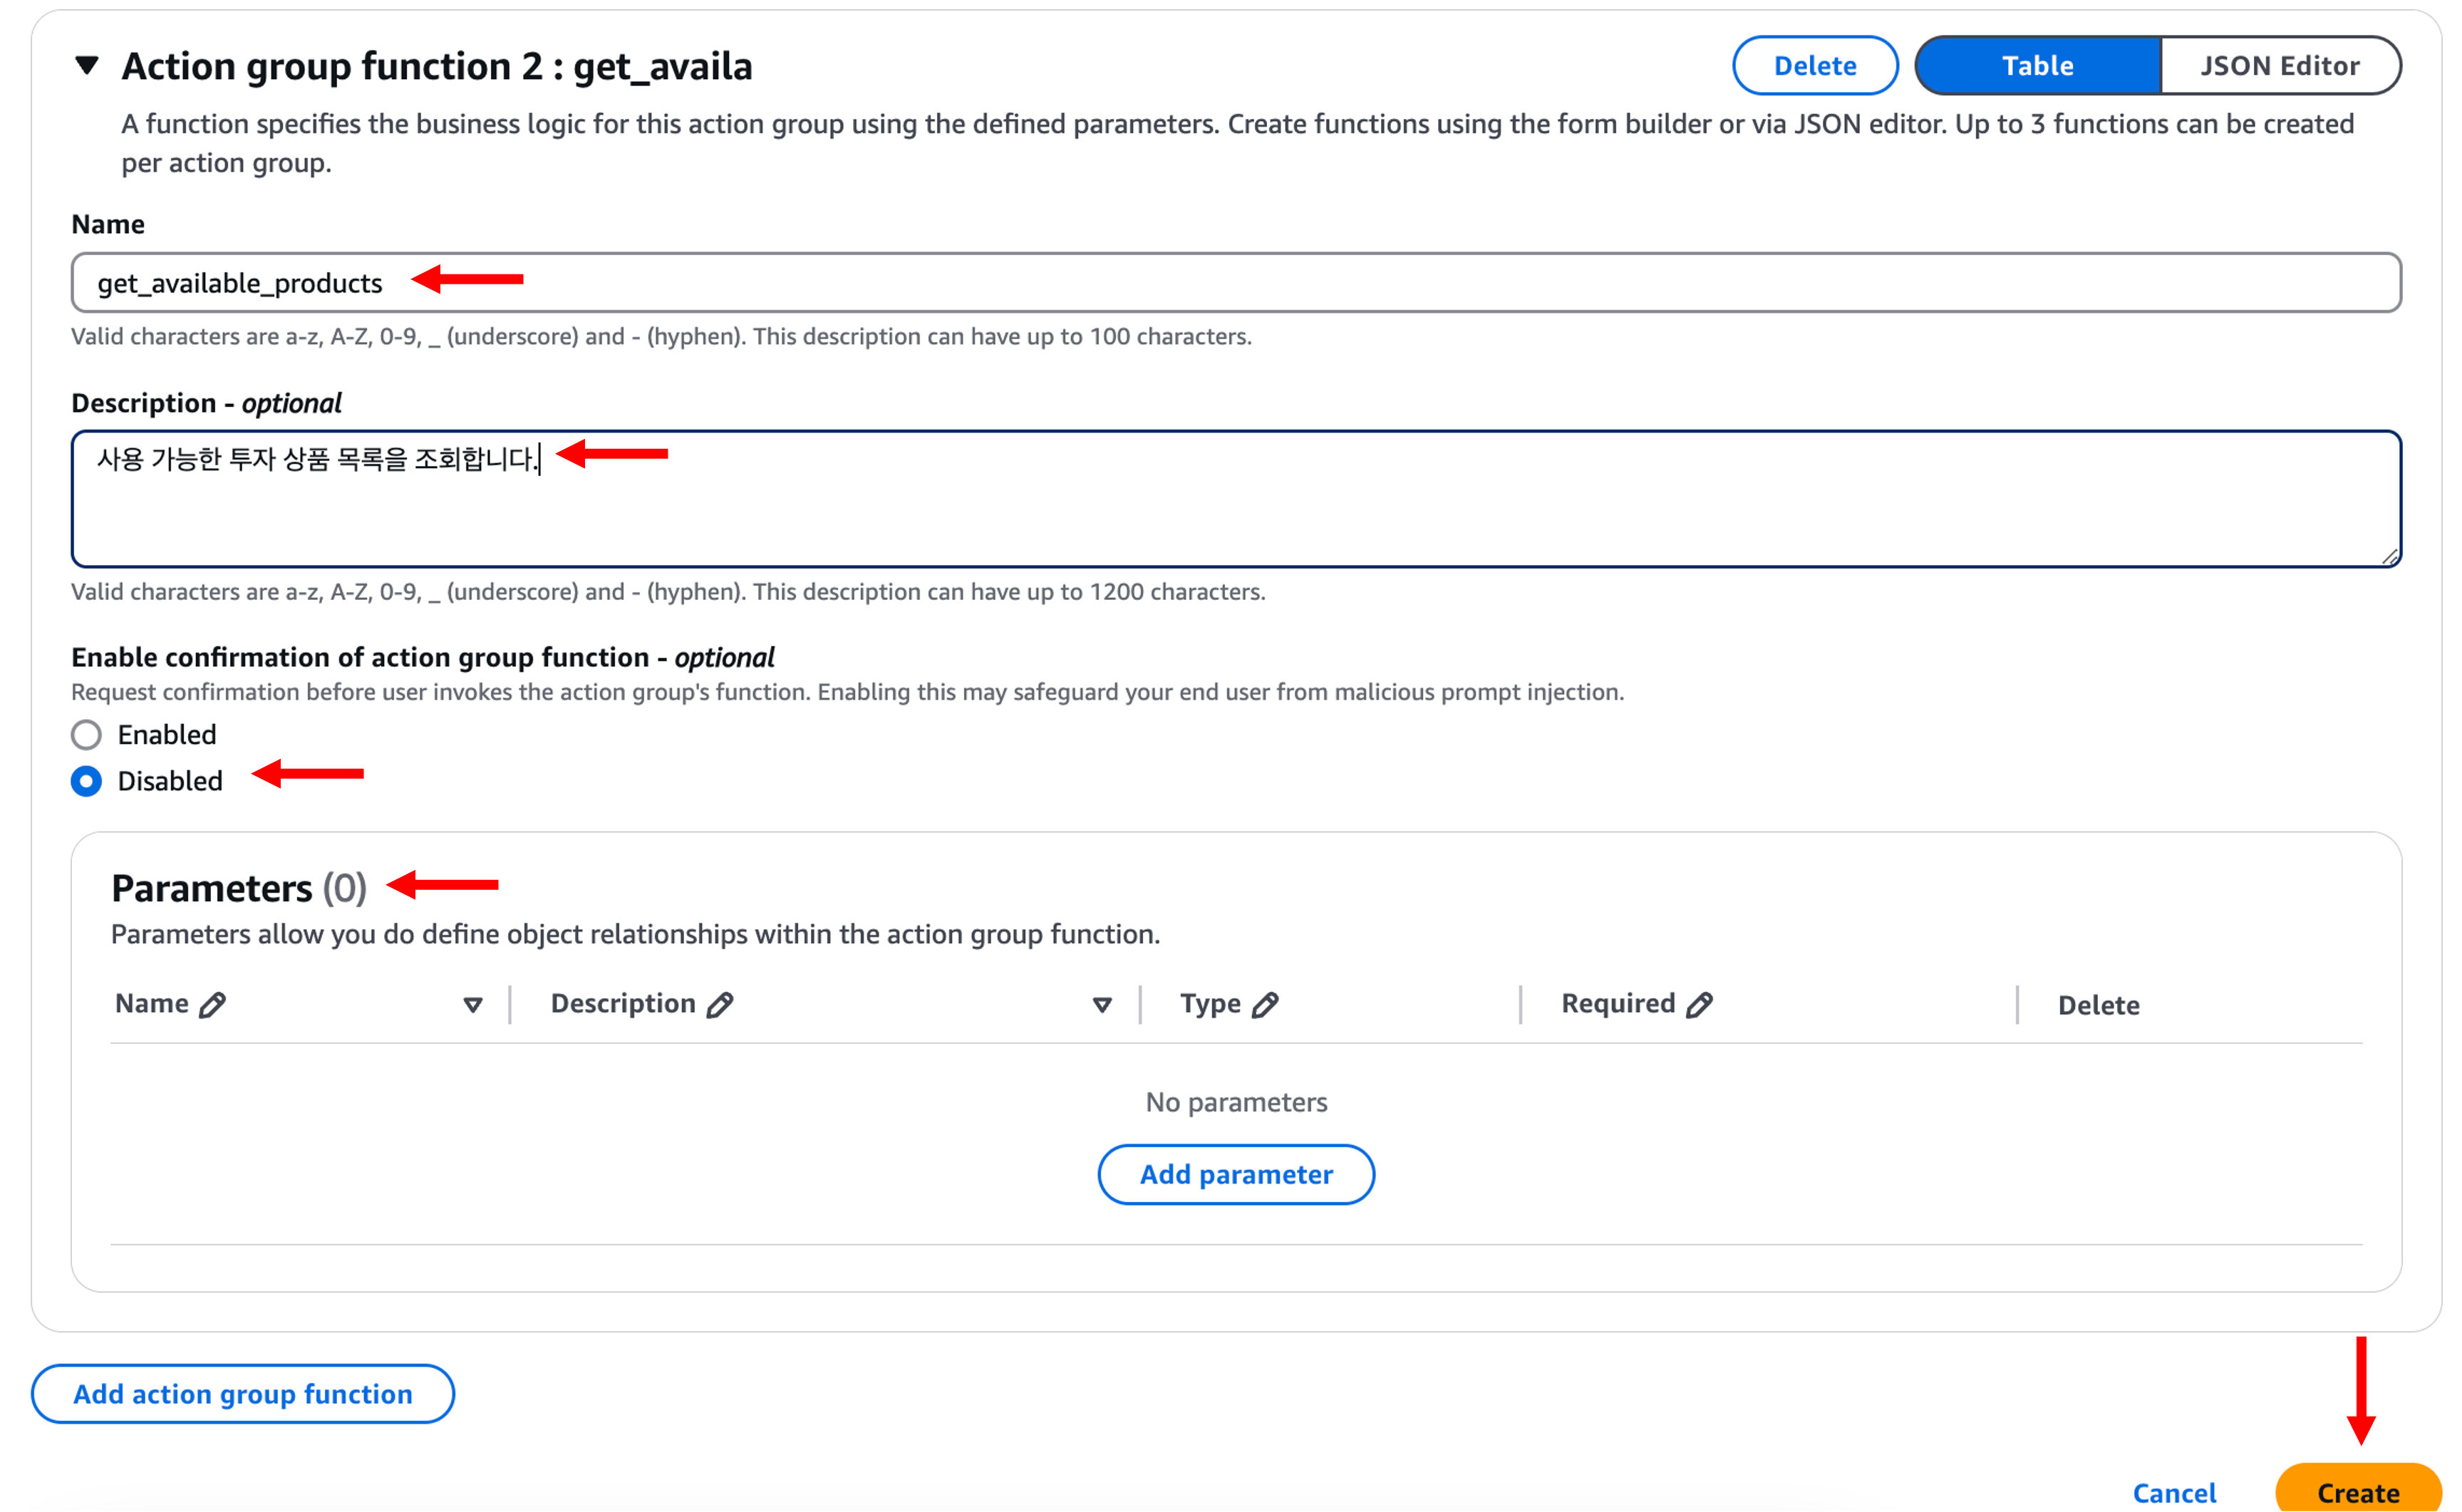 Action group function 2 : get_availa
Delete
Table
JSON Editor
A function specifies the business logic for this action group using the defined parameters. Create functions using the form builder or via JSON editor. Up to 3 functions can be created
per action group.
Name
get_available_products
Valid characters are a-z, A-Z, 0-9, _ (underscore) and - (hyphen). This description can have up to 100 characters.
Description - optional
사용 가능한 투자 상품 목록을 조회합니다.
Valid characters are a-z, A-Z, 0-9, _ (underscore) and - (hyphen). This description can have up to 1200 characters.
Enable confirmation of action group function - optional
Request confirmation before user invokes the action group's function. Enabling this may safeguard your end user from malicious prompt injection.
Enabled
Disabled
Parameters (0)
Parameters allow you do define object relationships within the action group function.
Name
Description
Type
Required
Delete
No parameters
Add parameter
Add action group function
Cancel
Create